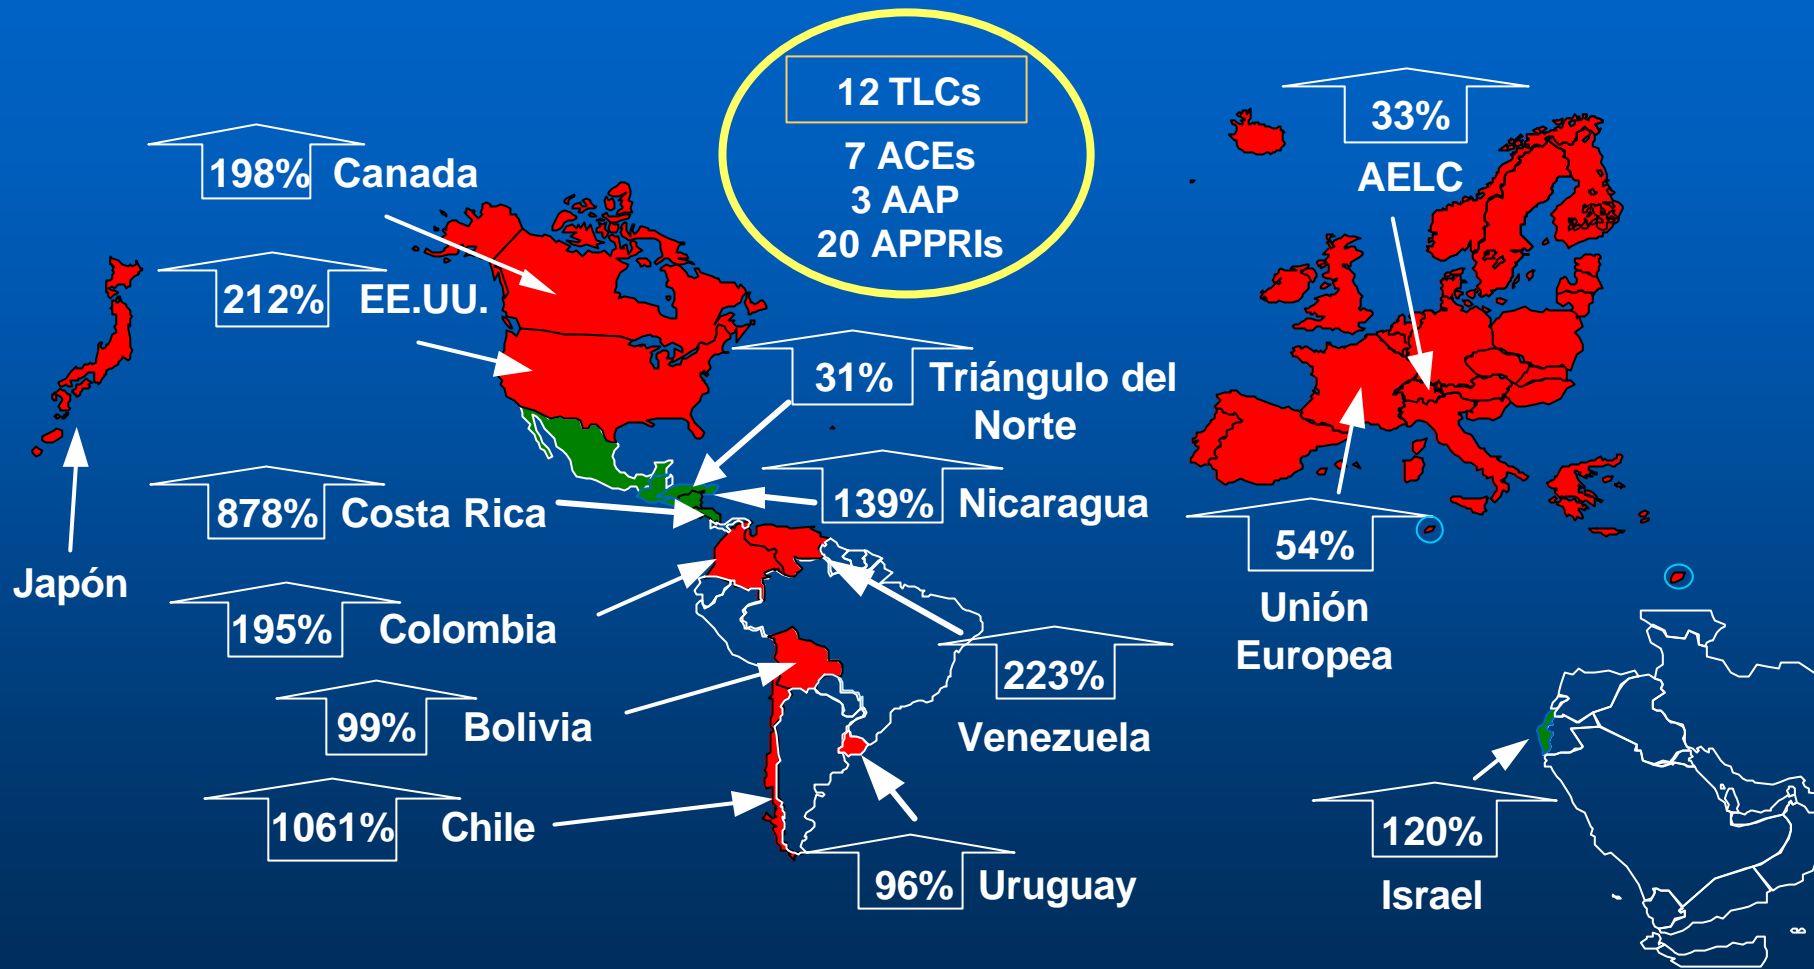 12 TLCs
7 ACEs
3 AAP
20 APPRIs
33%
AELC
198% Canada
212% EE.UU.
31% Triángulo del
Norte
878% Costa Rica
139% Nicaragua
54%
Unión
Europea
Japón
195% Colombia
223%
Venezuela
99% Bolivia
1061% Chile
96% Uruguay
120%
Israel